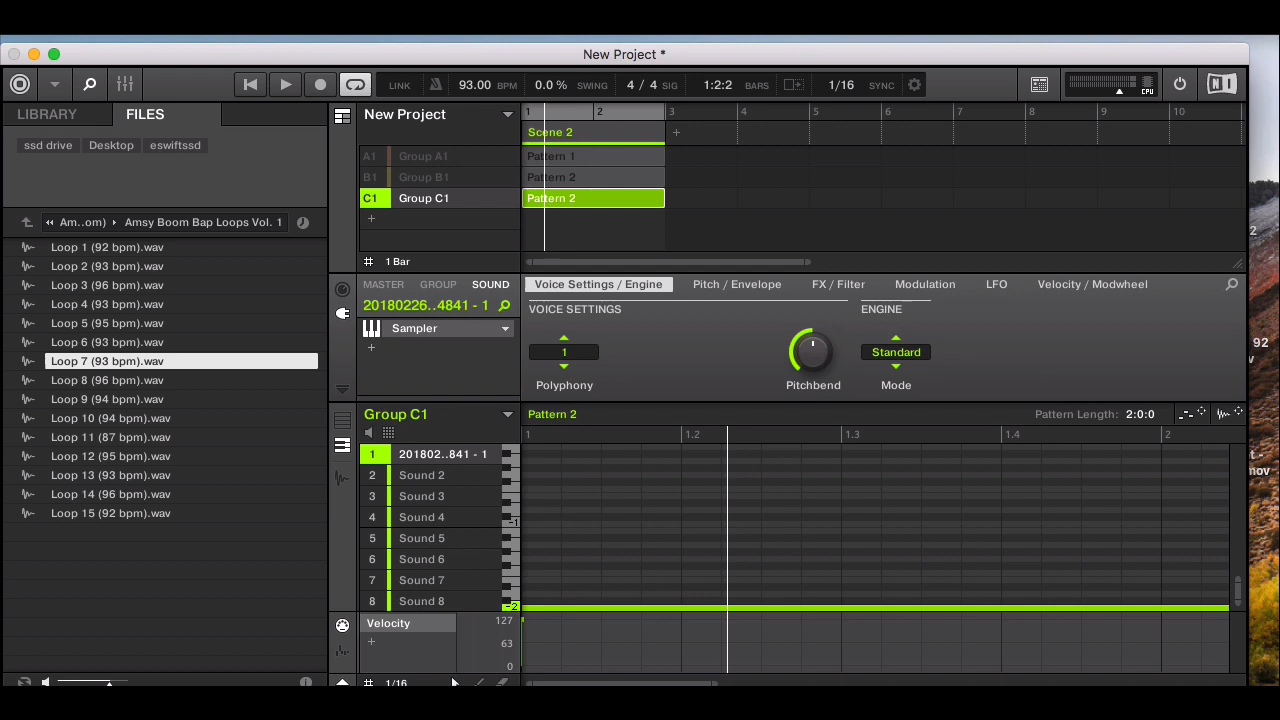 New Project *
LINK 93.00 BPM 0.0 % SWING 4 / 4 SIG 1:2:2 BARS 1/16 SYNC CPU
LIBRARY FILES
ssd drive Desktop eswiftssd
Am..om) Amsy Boom Bap Loops Vol. 1
Loop 1 (92 bpm).wav
Loop 2 (93 bpm).wav
Loop 3 (96 bpm).wav
Loop 4 (93 bpm).wav
Loop 5 (95 bpm).wav
Loop 6 (93 bpm).wav
Loop 7 (93 bpm).wav
Loop 8 (96 bpm).wav
Loop 9 (94 bpm).wav
Loop 10 (94 bpm).wav
Loop 11 (87 bpm).wav
Loop 12 (95 bpm).wav
Loop 13 (92 bpm).wav
Loop 14 (96 bpm).wav
Loop 15 (92 bpm).wav
New Project 1 2 3 4 5 6 7 8 9 10
Scene 2 +
A1 Group A1 Pattern 1
B1 Group B1 Pattern 2
C1 Group C1 Pattern 2
+
1 Bar
MASTER GROUP SOUND
20180226..4841 - 1
Sampler
+
Voice Settings / Engine Pitch / Envelope FX / Filter Modulation LFO Velocity / Modwheel
VOICE SETTINGS ENGINE
1 Standard
Polyphony Pitchbend Mode
Group C1 Pattern 2 Pattern Length: 2:0:0
1 1.2 1.3 1.4 2
1 201802..841 - 1
2 Sound 2
3 Sound 3
4 Sound 4 -1
5 Sound 5
6 Sound 6
7 Sound 7
8 Sound 8 -2
Velocity 127
+ 63
0
1/16
92
mov